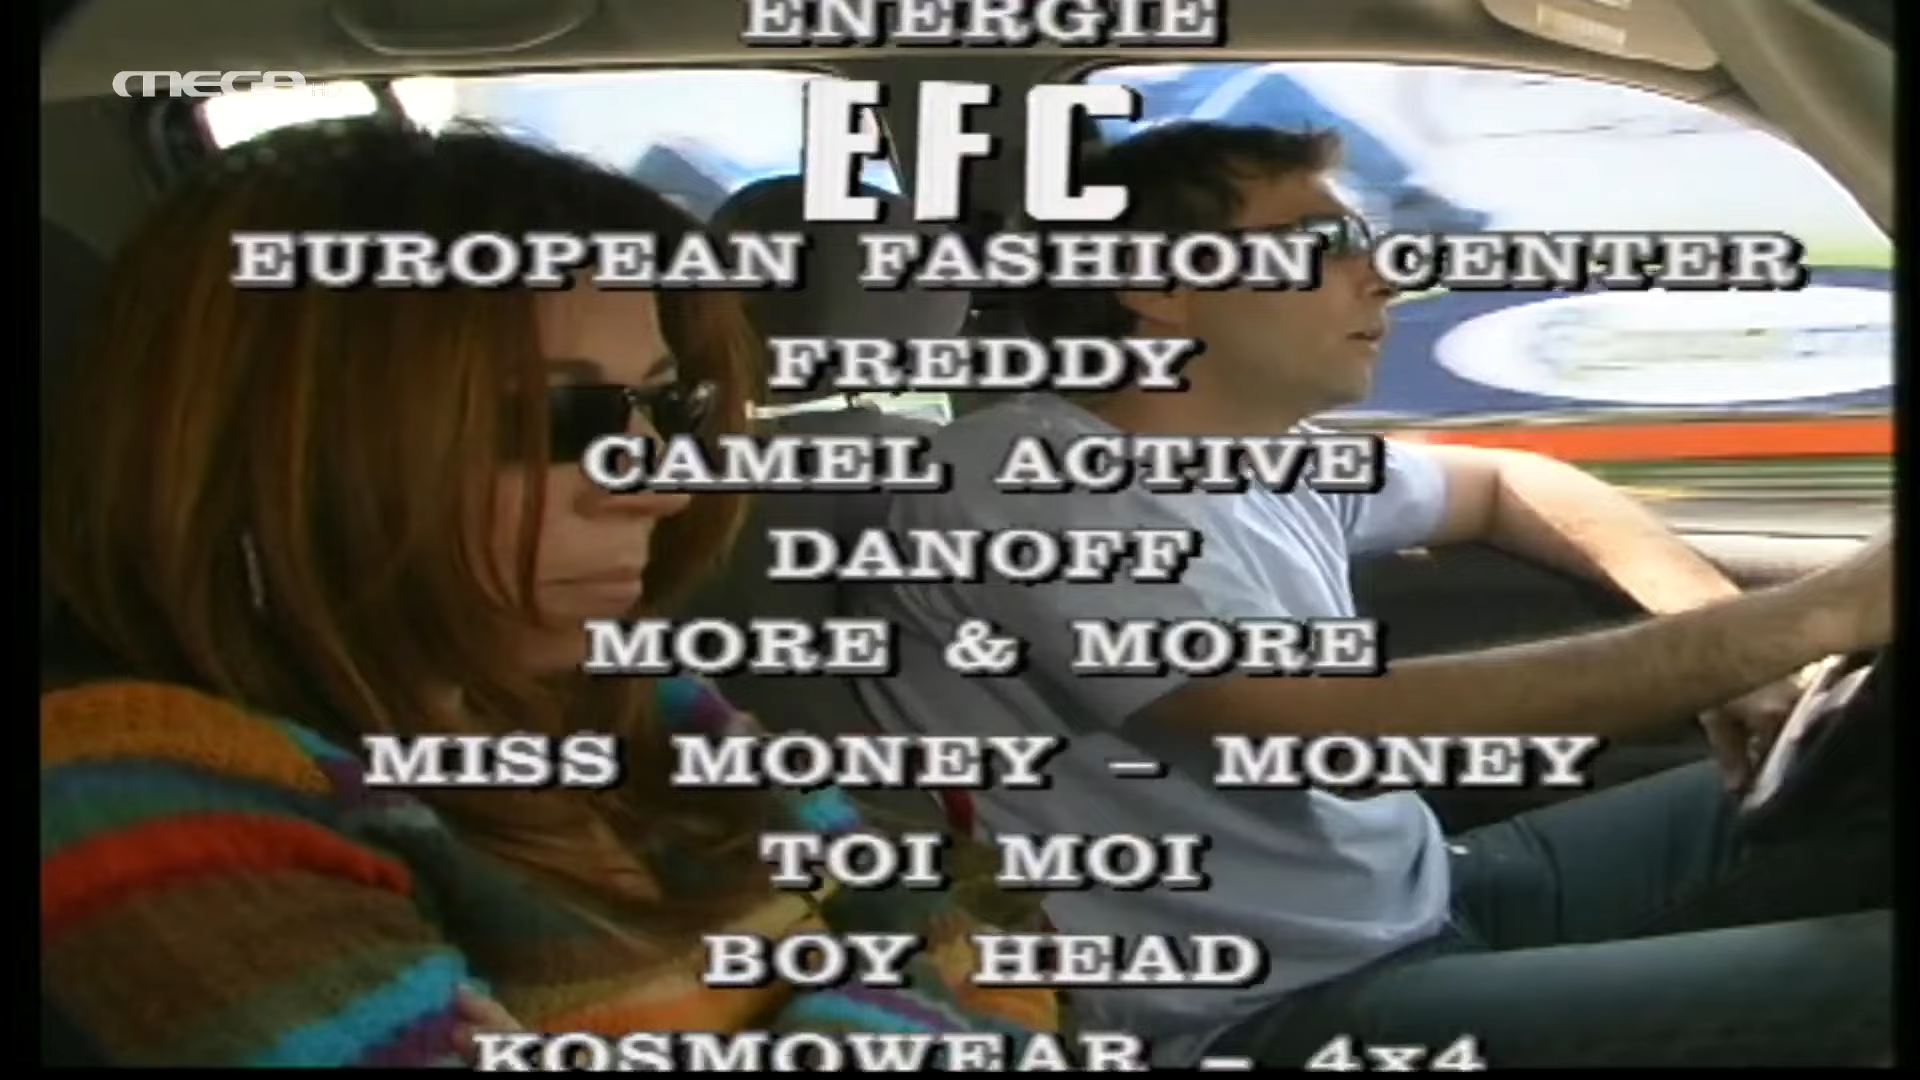 ENERGIE
MEGA
EFC
EUROPEAN FASHION CENTER
FREDDY
CAMEL ACTIVE
DANOFF
MORE & MORE
MISS MONEY – MONEY
TOI MOI
BOY HEAD
KOSMOWEAR – 4x4